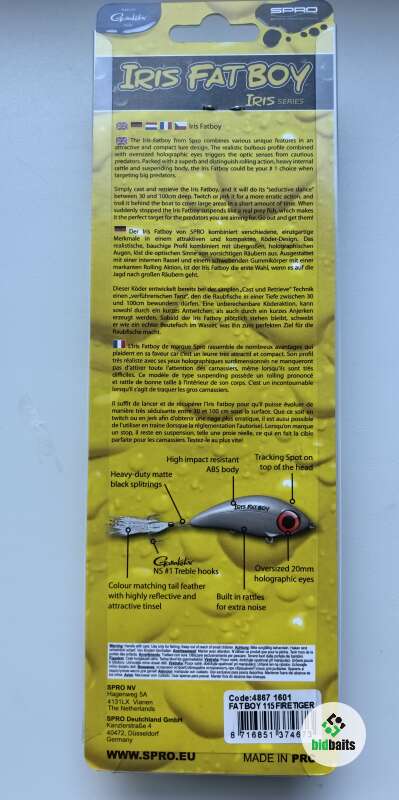 Gamakatsu
SPRO
IRIS FATBOY
IRIS SERIES
Iris Fatboy
The Iris Fatboy from Spro combines various unique features in an
attractive and compact lure design. The realistic bulbous profile combined
with oversized holographic eyes triggers the optic senses from cautious
predators. Packed with a superb and distinguished rolling action, heavy internal
rattle and suspending body, the Iris Fatboy could be your # 1 choice when
targeting big predators.
Simply cast and retrieve the Iris Fatboy, and it will do its "seductive dance"
between 30 and 100cm deep. Twitch or jerk it for a more erratic action, and
troll it behind the boat to cover large areas in a short amount of time. When
suddenly stopped the Iris Fatboy suspends like a real prey fish, which makes
it the perfect target for the predators you are aiming for. Go out and get them!
Der Iris Fatboy von SPRO kombiniert verschiedene, einzigartige
Merkmale in einem attraktiven und kompakten Köder-Design. Das
realistische, bauchige Profil kombiniert mit übergroßen, holographischen
Augen, löst die optischen Sinne von vorsichtigen Räubern aus. Ausgestattet
mit einer internen Rassel und einem schwebenden Gummikörper mit einer
markanten Rolling Aktion, ist der Iris Fatboy die erste Wahl, wenn es auf die
Jagd nach großen Räubern geht.
Dieser Köder entwickelt bereits bei der simplen „Cast und Retrieve" Technik
einen „verführerischen Tanz", den die Raubfische in einer Tiefe zwischen 30
und 100cm bewundern dürfen. Eine unberechenbare Köderaktion, kann
sowohl durch ein kurzes Antwitchen, als auch durch ein kurzes Anjerken
erzeugt werden. Sobald der Iris Fatboy plötzlich stehen bleibt, schwebt
er wie ein echter Beutefisch im Wasser, was ihn zum perfekten Ziel für die
Raubfische macht.
L'Iris Fatboy de marque Spro ressemble de nombreux avantages qui
plaident en sa faveur car c'est un leurre très attractif et compact. Son profil
très réaliste avec ses yeux holographiques surdimensionnés ne manqueront
pas d'attirer toute l'attention des carnassiers, même lorsqu'ils sont très
difficiles. Ce modèle de type suspending possède un rolling prononcé
et rattle de bonne taille à l'intérieur de son corps. C'est un incontournable
lorsqu'il s'agit de traquer les gros carnassiers.
Il suffit de lancer et de récupérer l'Iris Fatboy pour qu'il puisse évoluer de
manière très séduisante entre 30 et 100 cm sous la surface. Que ce soit en
twitch ou en jerk afin d'obtenir une nage plus erratique, il est aussi possible
de l'utiliser en traine (lorsque la réglementation l'autorise). Lorsqu'on marque
un stop, il reste en suspension, telle une proie réelle, ce qui en fait la cible
parfaite pour les carnassiers. Testez-le au plus vite!
High impact resistant
ABS body
Tracking Spot on
top of the head
Heavy-duty matte
black splitrings
IRIS FATBOY
Gamakatsu
NS #1 Treble hooks
Oversized 20mm
holographic eyes
Colour matching tail feather
with highly reflective and
attractive tinsel
Built in rattles
for extra noise
SPRO NV
Hagenweg 5A
4131LX Vianen
The Netherlands
SPRO Deutschland GmbH
Kanzlerstraße 4
40472, Düsseldorf
Germany
Code:4867 1601
FAT BOY 115 FIRETIGER
8 716851 374
WWW.SPRO.EU
MADE IN PR
bidbaits